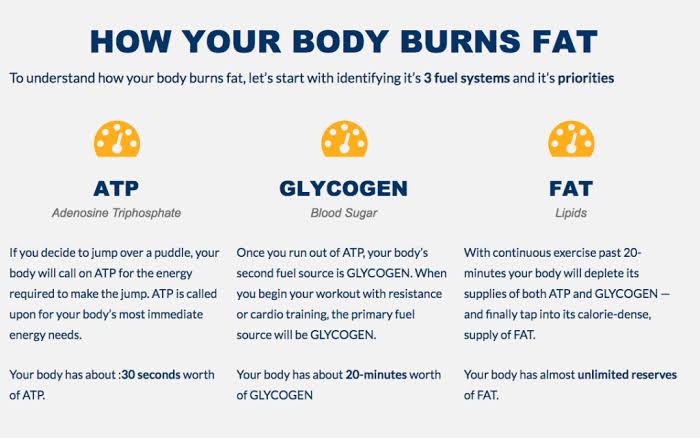 HOW YOUR BODY BURNS FAT
To understand how your body burns fat, let's start with identifying it's 3 fuel systems and it's priorities
ATP
Adenosine Triphosphate
If you decide to jump over a puddle, your
body will call on ATP for the energy
required to make the jump. ATP is called
upon for your body's most immediate
energy needs.
Your body has about :30 seconds worth
of ATP.
GLYCOGEN
Blood Sugar
Once you run out of ATP, your body's
second fuel source is GLYCOGEN. When
you begin your workout with resistance
or cardio training, the primary fuel
source will be GLYCOGEN.
Your body has about 20-minutes worth
of GLYCOGEN
FAT
Lipids
With continuous exercise past 20-
minutes your body will deplete its
supplies of both ATP and GLYCOGEN —
and finally tap into its calorie-dense,
supply of FAT.
Your body has almost unlimited reserves
of FAT.